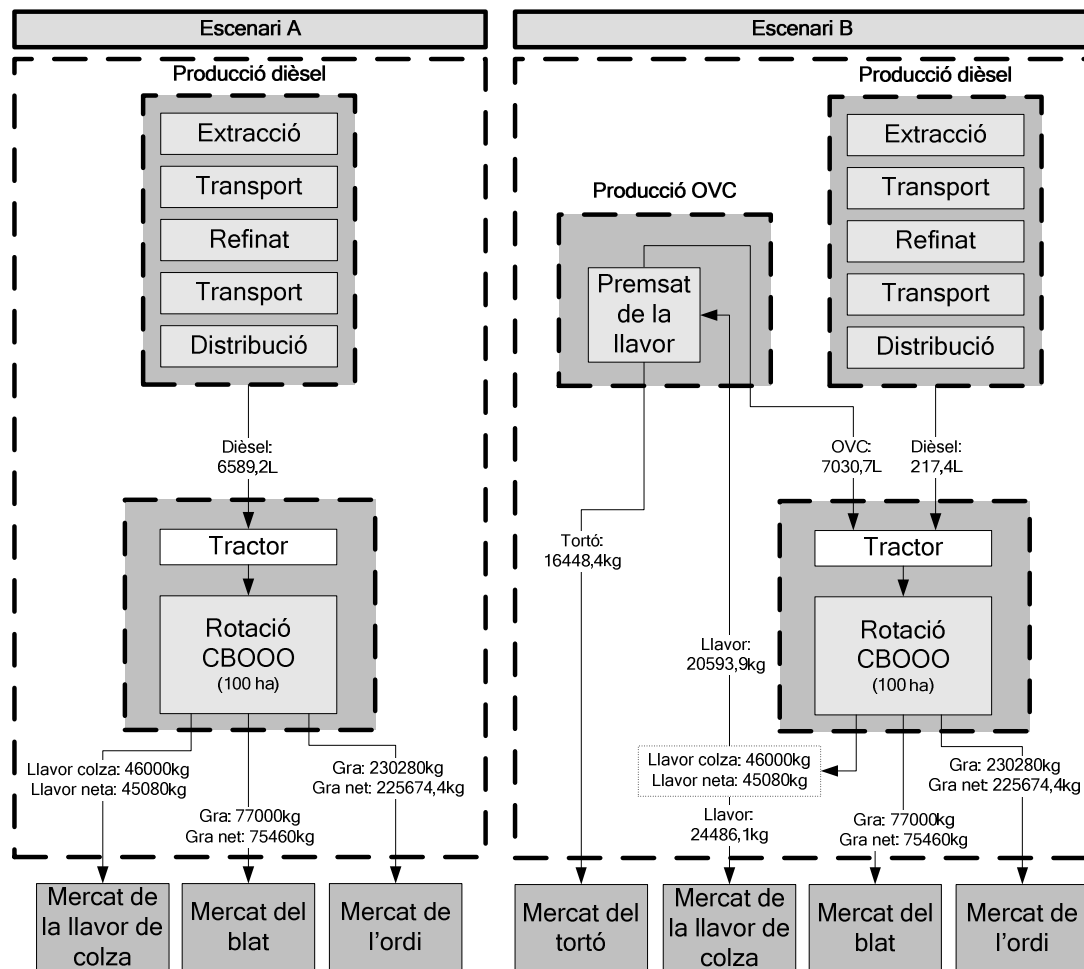 Escenari A
Producció dièsel
Extracció
Transport
Refinat
Transport
Distribució
Dièsel:
6589,2L
Tractor
Rotació
CBOOO
(100 ha)
Llavor colza: 46000kg
Llavor neta: 45080kg
Gra: 77000kg
Gra net: 75460kg
Gra: 230280kg
Gra net: 225674,4kg
Mercat de
la llavor de
colza
Mercat del
blat
Mercat de
l'ordi
Escenari B
Producció OVC
Premsat
de la
llavor
Producció dièsel
Extracció
Transport
Refinat
Transport
Distribució
OVC:
7030,7L
Dièsel:
217,4L
Tractor
Rotació
CBOOO
(100 ha)
Tortó:
16448,4kg
Llavor:
20593,9kg
Llavor colza: 46000kg
Llavor neta: 45080kg
Llavor:
24486,1kg
Gra: 77000kg
Gra net: 75460kg
Gra: 230280kg
Gra net: 225674,4kg
Mercat del
tortó
Mercat de
la llavor de
colza
Mercat del
blat
Mercat de
l'ordi